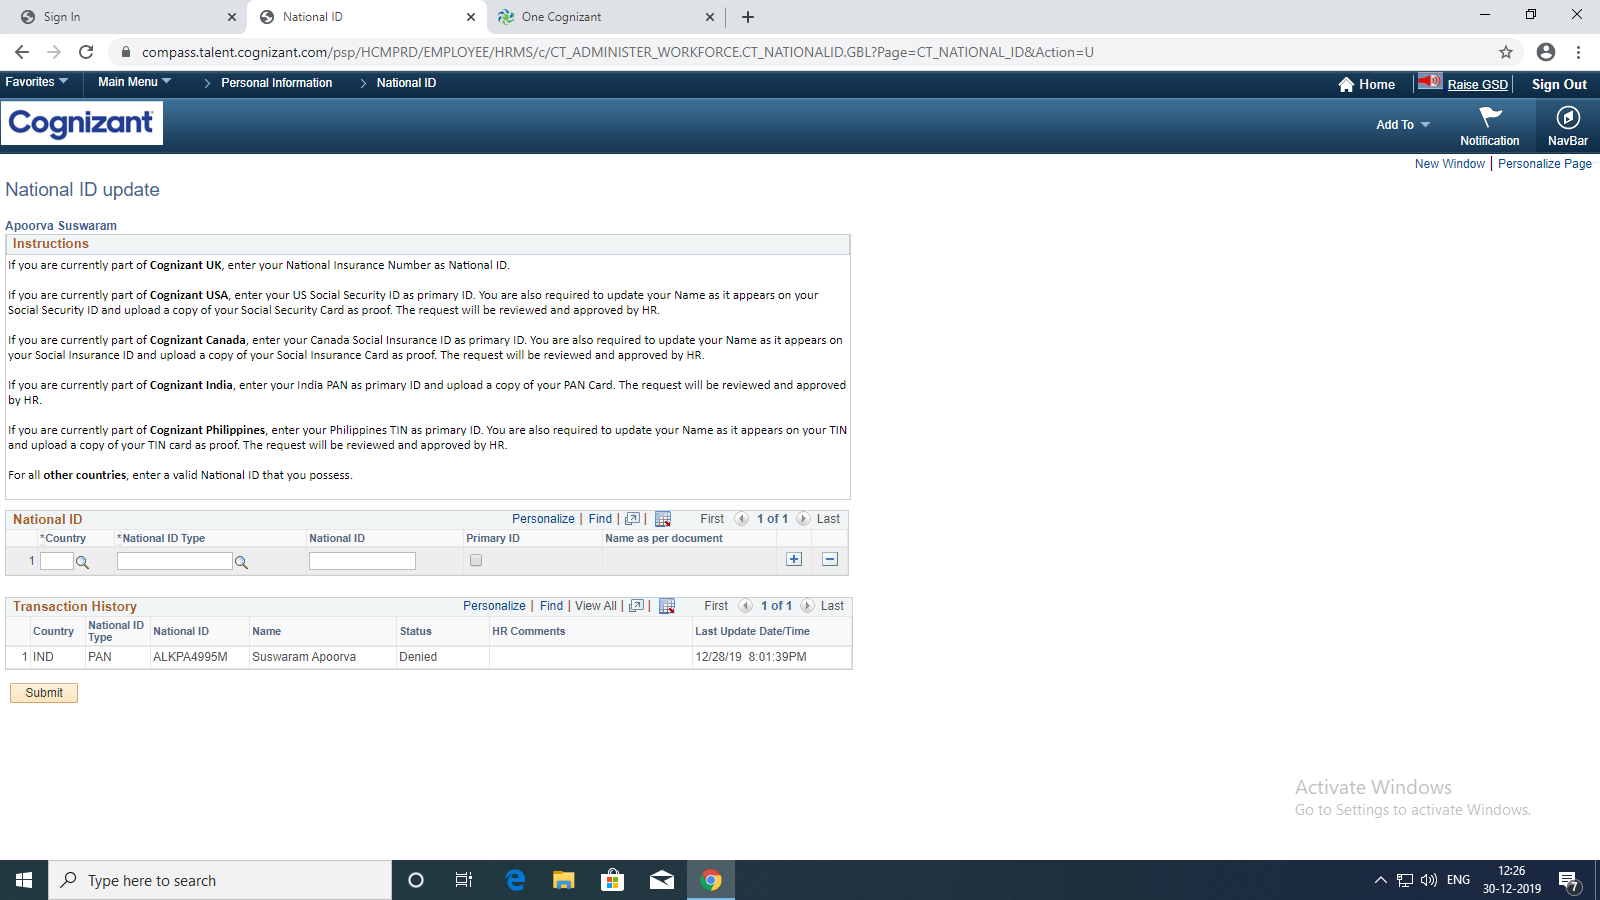 Sign In
National ID
One Cognizant
compass.talent.cognizant.com/psp/HCMPRD/EMPLOYEE/HRMS/c/CT_ADMINISTER_WORKFORCE.CT_NATIONALID.GBL?Page=CT_NATIONAL_ID&Action=U
Favorites Main Menu > Personal Information > National ID Home Raise GSD Sign Out
Cognizant
Add To Notification NavBar
New Window | Personalize Page
National ID update
Apoorva Suswaram
Instructions
If you are currently part of Cognizant UK, enter your National Insurance Number as National ID.
If you are currently part of Cognizant USA, enter your US Social Security ID as primary ID. You are also required to update your Name as it appears on your
Social Security ID and upload a copy of your Social Security Card as proof. The request will be reviewed and approved by HR.
If you are currently part of Cognizant Canada, enter your Canada Social Insurance ID as primary ID. You are also required to update your Name as it appears on
your Social Insurance ID and upload a copy of your Social Insurance Card as proof. The request will be reviewed and approved by HR.
If you are currently part of Cognizant India, enter your India PAN as primary ID and upload a copy of your PAN Card. The request will be reviewed and approved
by HR.
If you are currently part of Cognizant Philippines, enter your Philippines TIN as primary ID. You are also required to update your Name as it appears on your TIN
and upload a copy of your TIN card as proof. The request will be reviewed and approved by HR.
For all other countries, enter a valid National ID that you possess.
National ID Personalize | Find | | First 1 of 1 Last
*Country *National ID Type National ID Primary ID Name as per document
1
Transaction History Personalize | Find | View All | | First 1 of 1 Last
Country National ID Type National ID Name Status HR Comments Last Update Date/Time
1 IND PAN ALKPA4995M Suswaram Apoorva Denied 12/28/19 8:01:39PM
Submit
Activate Windows
Go to Settings to activate Windows.
Type here to search
ENG
12:26
30-12-2019
7